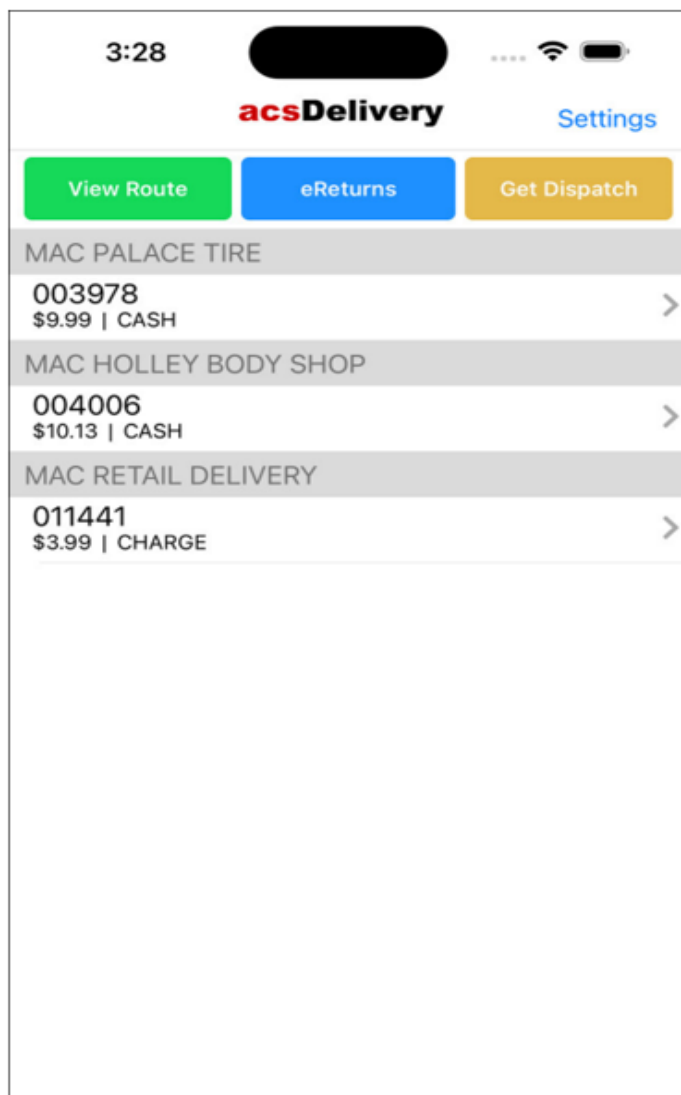 3:28
acsDelivery
Settings
View Route eReturns Get Dispatch
MAC PALACE TIRE
003978
$9.99 | CASH
MAC HOLLEY BODY SHOP
004006
$10.13 | CASH
MAC RETAIL DELIVERY
011441
$3.99 | CHARGE